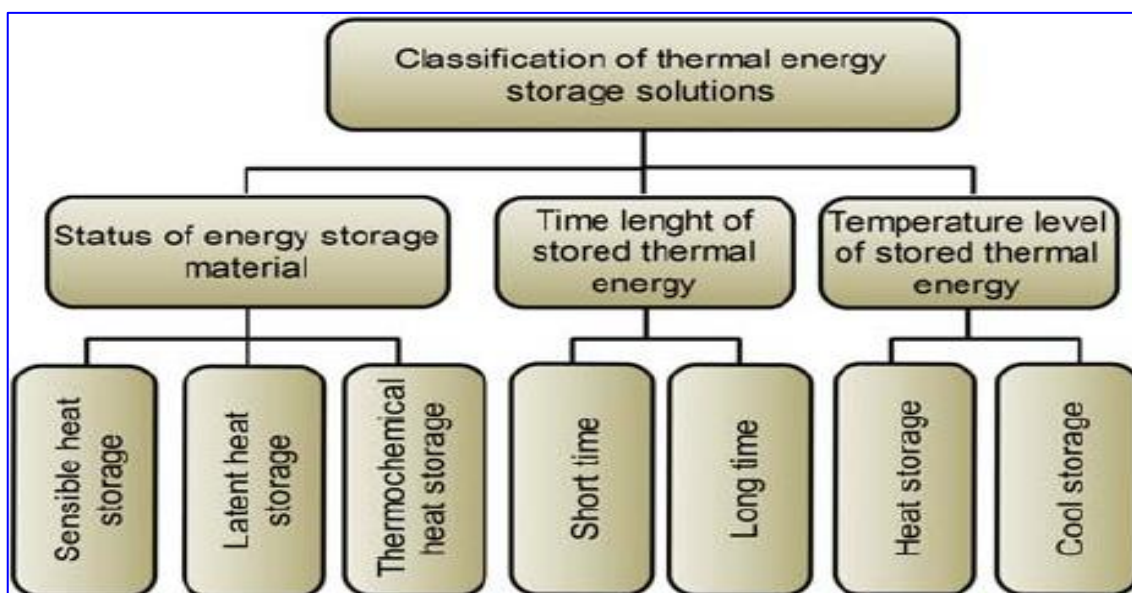 Classification of thermal energy
storage solutions
Status of energy storage
material
Time lenght of
stored thermal
energy
Temperature level
of stored thermal
energy
Sensible heat
storage
Latent heat
storage
Thermochemical
heat storage
Short time
Long time
Heat storage
Cool storage